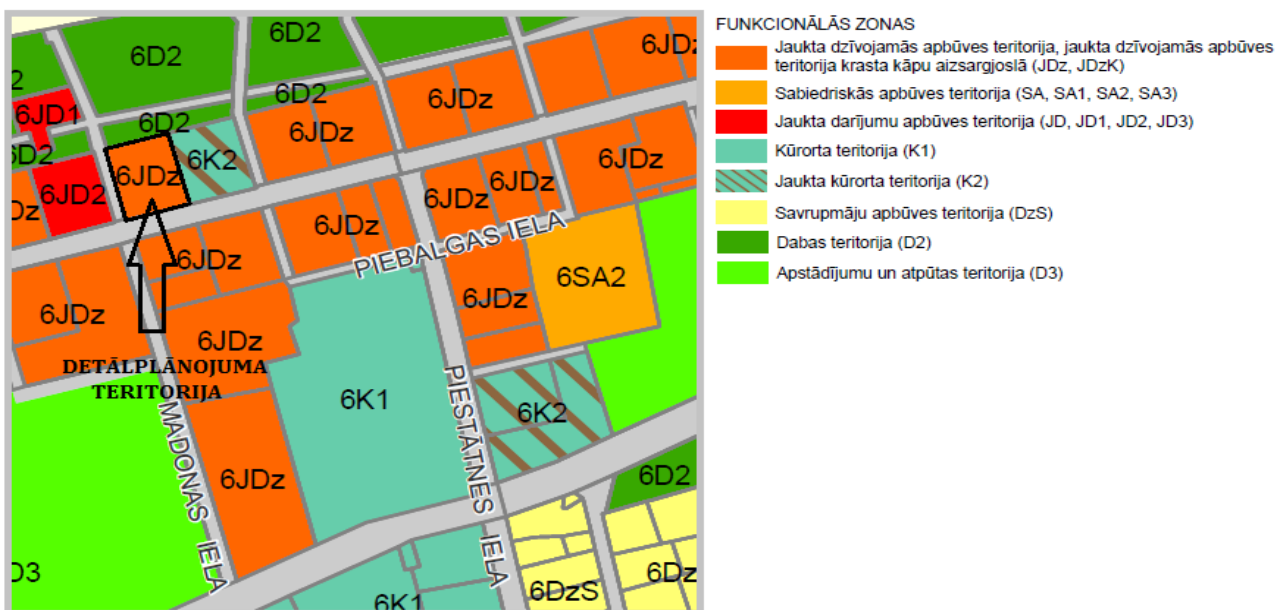 6D2
6D2
6JDz
2
6JDz
6JD1
6D2
6D2
6JDz
6D2
6JDz
6K2
6JDz
6JD2
Dz
6JDz
6JDz
6JDz
PIEBALGAS IELA
6JDz
6SA2
6JDz
6JDz
6JDz
DETĀLPLĀNOJUMA
TERITORIJA
6K1
6K2
MADONAS IELA
PIESTĀTNES IELA
6JDz
6D2
D3
6DzS
6Dz
6K1
FUNKCIONĀLĀS ZONAS
Jaukta dzīvojamās apbūves teritorija, jaukta dzīvojamās apbūves
teritorija krasta kāpu aizsargjoslā (JDz, JDzK)
Sabiedriskās apbūves teritorija (SA, SA1, SA2, SA3)
Jaukta darījumu apbūves teritorija (JD, JD1, JD2, JD3)
Kūrorta teritorija (K1)
Jaukta kūrorta teritorija (K2)
Savrupmāju apbūves teritorija (DzS)
Dabas teritorija (D2)
Apstādījumu un atpūtas teritorija (D3)